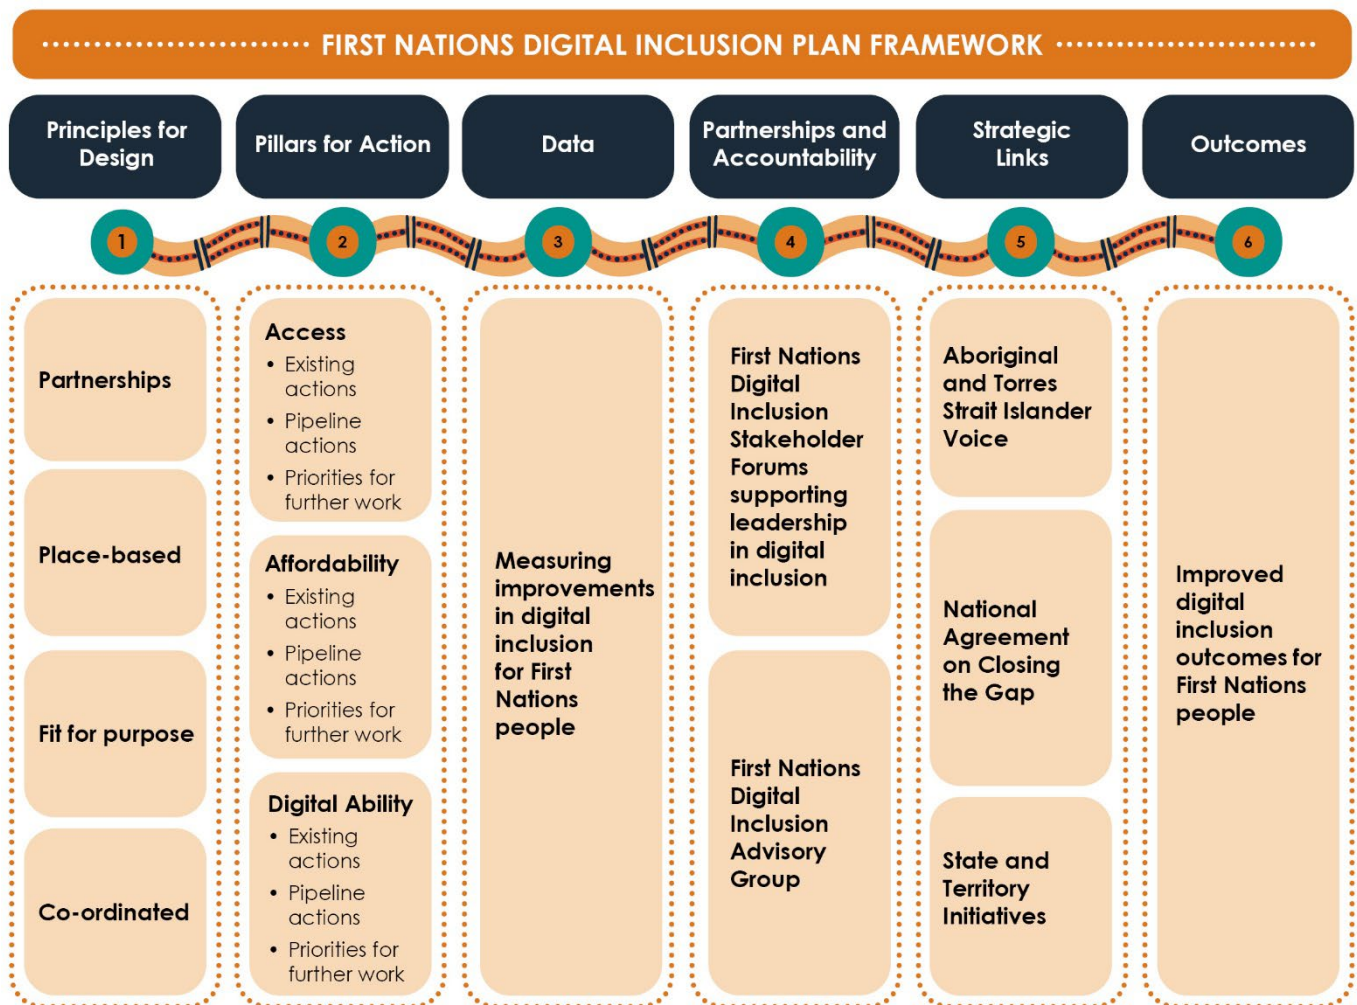 FIRST NATIONS DIGITAL INCLUSION PLAN FRAMEWORK
Principles for
Design
Pillars for Action
Data
Partnerships and
Accountability
Strategic
Links
Outcomes
1
2
3
4
5
6
Partnerships
Place-based
Fit for purpose
Co-ordinated
Access
• Existing
actions
• Pipeline
actions
• Priorities for
further work
Affordability
• Existing
actions
• Pipeline
actions
• Priorities for
further work
Digital Ability
• Existing
actions
• Pipeline
actions
• Priorities for
further work
Measuring
improvements
in digital
inclusion
for First
Nations
people
First Nations
Digital
Inclusion
Stakeholder
Forums
supporting
leadership
in digital
inclusion
First Nations
Digital
Inclusion
Advisory
Group
Aboriginal
and Torres
Strait Islander
Voice
National
Agreement
on Closing
the Gap
State and
Territory
Initiatives
Improved
digital
inclusion
outcomes for
First Nations
people